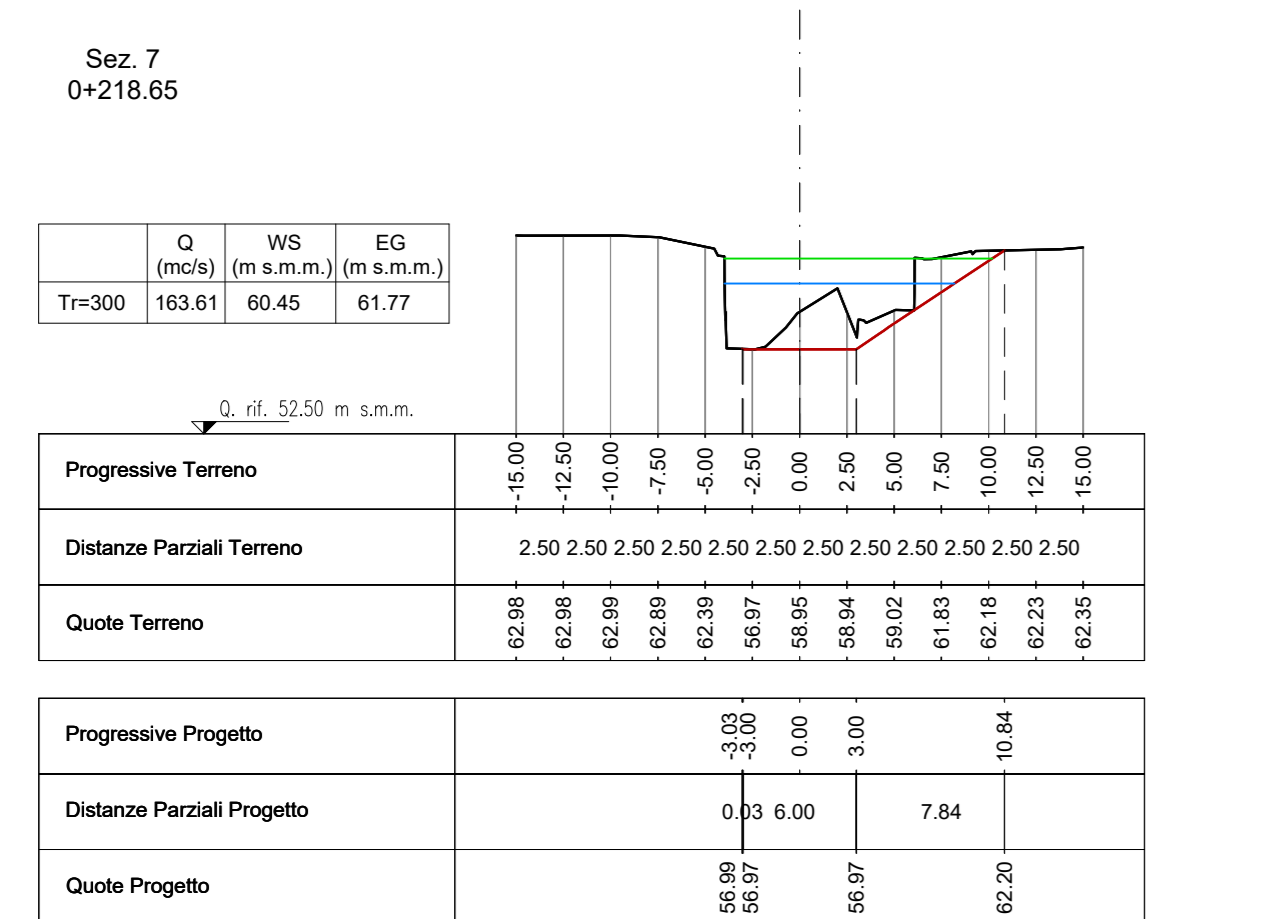 Sez. 7
0+218.65
Q WS EG
(mc/s) (m s.m.m.) (m s.m.m.)
Tr=300 163.61 60.45 61.77
Q. rif. 52.50 m s.m.m.
Progressive Terreno -15.00 -12.50 -10.00 -7.50 -5.00 -2.50 0.00 2.50 5.00 7.50 10.00 12.50 15.00
Distanze Parziali Terreno 2.50 2.50 2.50 2.50 2.50 2.50 2.50 2.50 2.50 2.50 2.50 2.50
Quote Terreno 62.98 62.98 62.99 62.89 62.39 56.97 58.95 58.94 59.02 61.83 62.18 62.23 62.35
Progressive Progetto -3.03 -3.00 0.00 3.00 10.84
Distanze Parziali Progetto 0.03 6.00 7.84
Quote Progetto 56.99 56.97 56.97 62.20